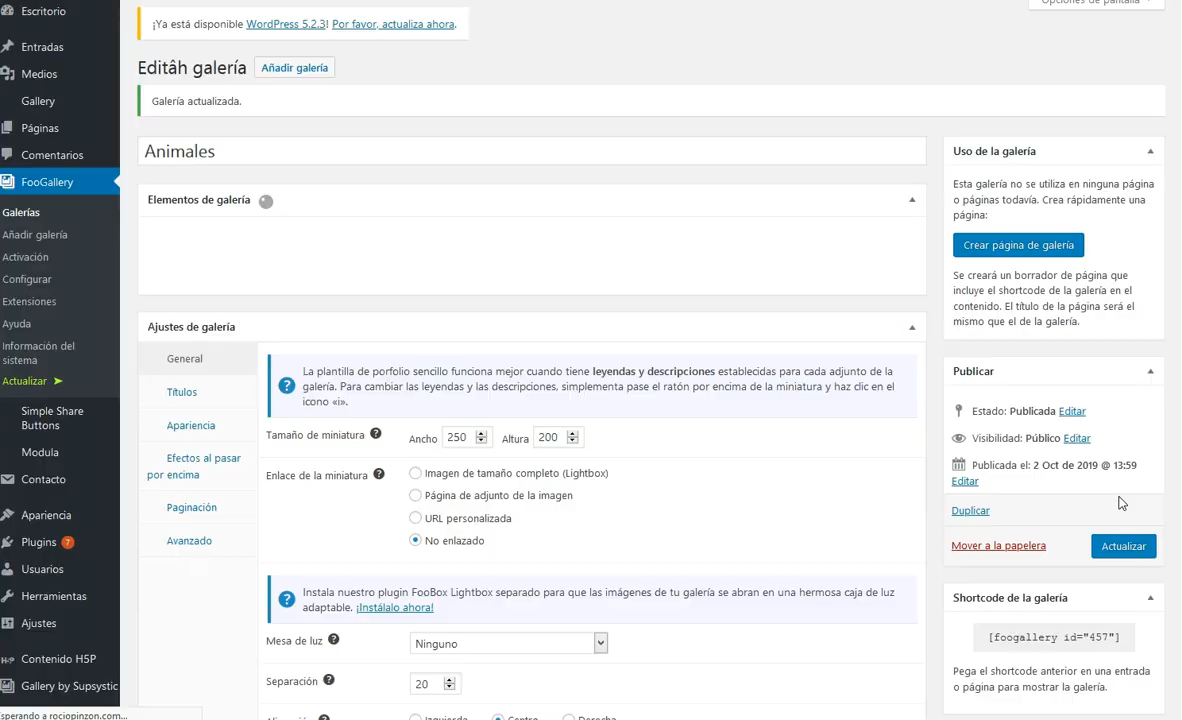 Escritorio
Entradas
Medios
Gallery
Páginas
Comentarios
FooGallery
Galerías
Añadir galería
Activación
Configurar
Extensiones
Ayuda
Información del
sistema
Actualizar ➤
Simple Share
Buttons
Modula
Contacto
Apariencia
Plugins 7
Usuarios
Herramientas
Ajustes
H5P Contenido H5P
Gallery by Supsystic
Esperando a rociopinzon.com...
Opciones de pantalla
¡Ya está disponible WordPress 5.2.3! Por favor, actualiza ahora.
Editâh galería Añadir galería
Galería actualizada.
Animales
Elementos de galería
Ajustes de galería
General
Títulos
Apariencia
Efectos al pasar
por encima
Paginación
Avanzado
La plantilla de porfolio sencillo funciona mejor cuando tiene leyendas y descripciones establecidas para cada adjunto de la
galería. Para cambiar las leyendas y las descripciones, simplementa pase el ratón por encima de la miniatura y haz clic en el
icono «i».
Tamaño de miniatura ? Ancho 250 Altura 200
Enlace de la miniatura ? Imagen de tamaño completo (Lightbox)
Página de adjunto de la imagen
URL personalizada
No enlazado
Instala nuestro plugin FooBox Lightbox separado para que las imágenes de tu galería se abran en una hermosa caja de luz
adaptable. ¡Instálalo ahora!
Mesa de luz ? Ninguno
Separación ? 20
Alineación ? Izquierda Centro Derecha
Uso de la galería
Esta galería no se utiliza en ninguna página
o páginas todavía. Crea rápidamente una
página:
Crear página de galería
Se creará un borrador de página que
incluye el shortcode de la galería en el
contenido. El título de la página será el
mismo que el de la galería.
Publicar
Estado: Publicada Editar
Visibilidad: Público Editar
Publicada el: 2 Oct de 2019 @ 13:59
Editar
Duplicar
Mover a la papelera Actualizar
Shortcode de la galería
[foogallery id="457"]
Pega el shortcode anterior en una entrada
o página para mostrar la galería.